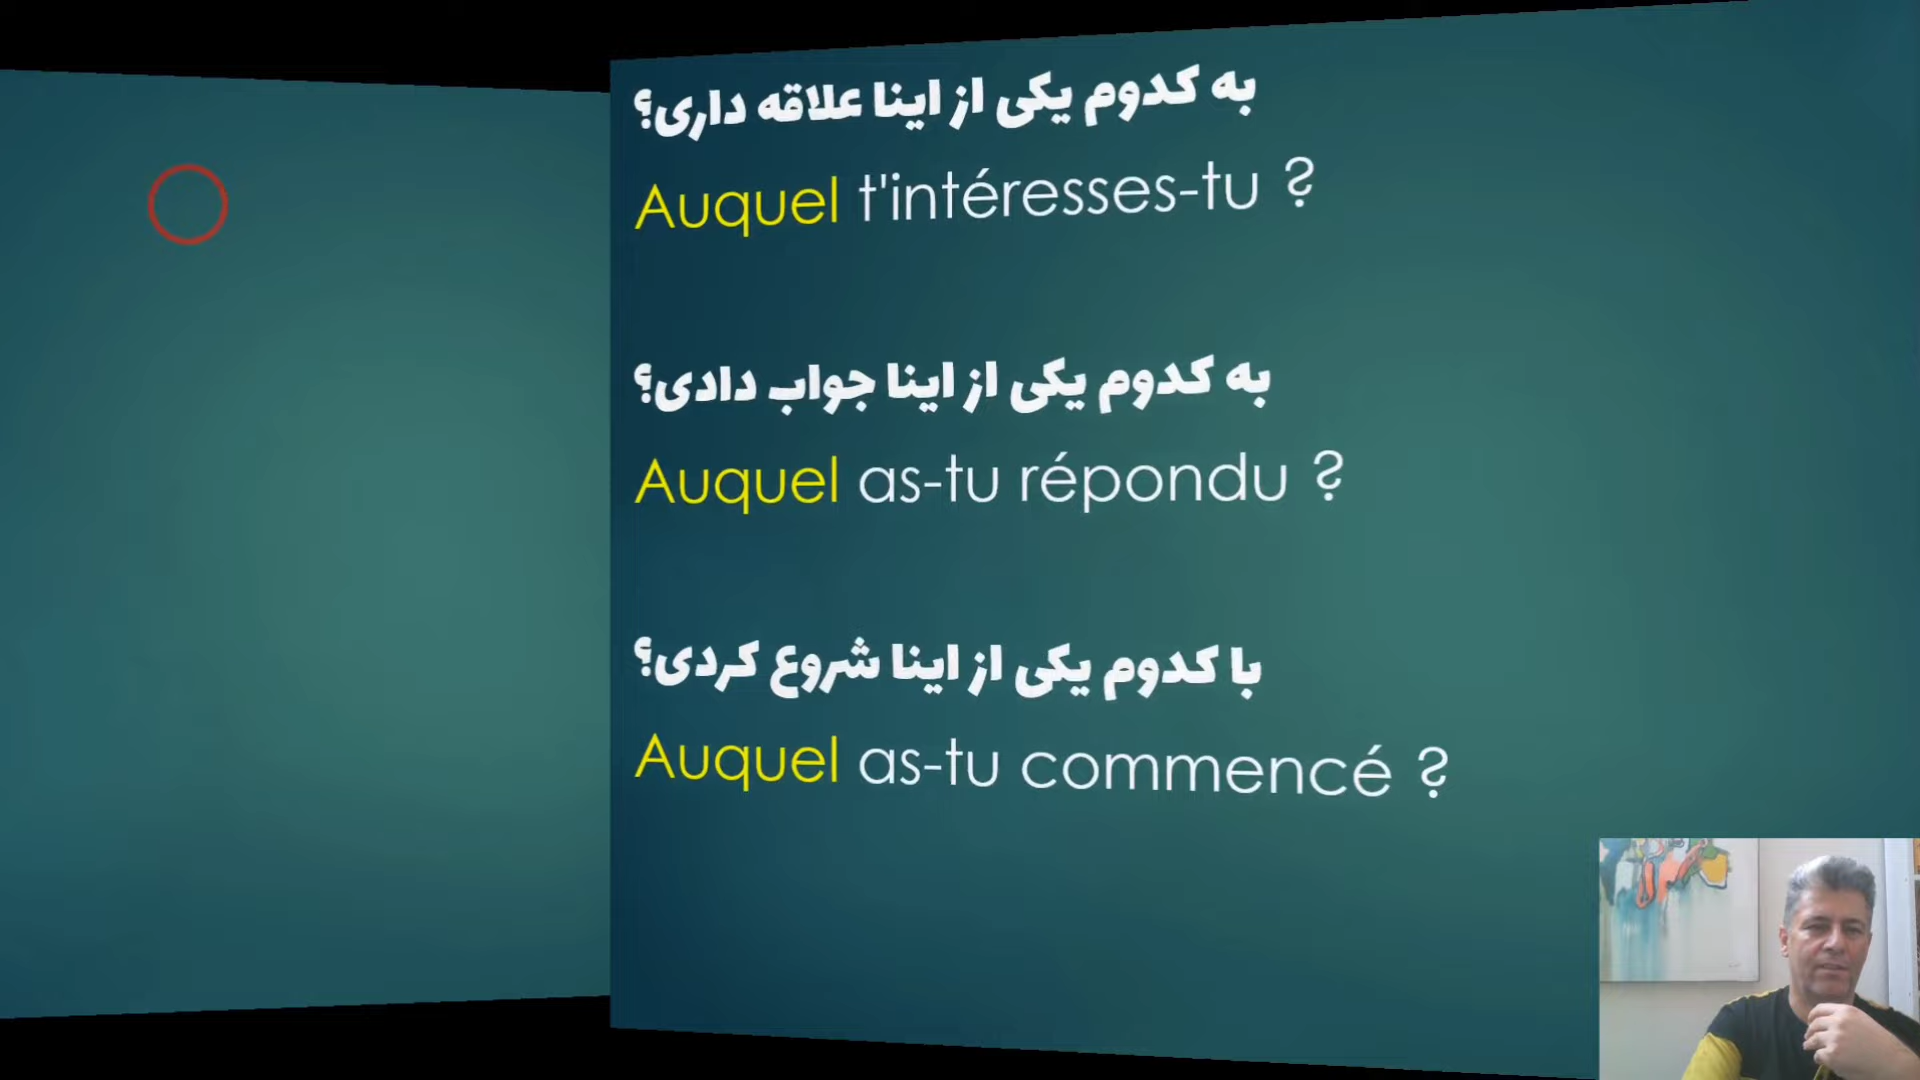 به کدوم یکی از اینا علاقه داری؟
Auquel t'intéresses-tu ?
به کدوم یکی از اینا جواب دادی؟
Auquel as-tu répondu ?
با کدوم یکی از اینا شروع کردی؟
Auquel as-tu commencé ?